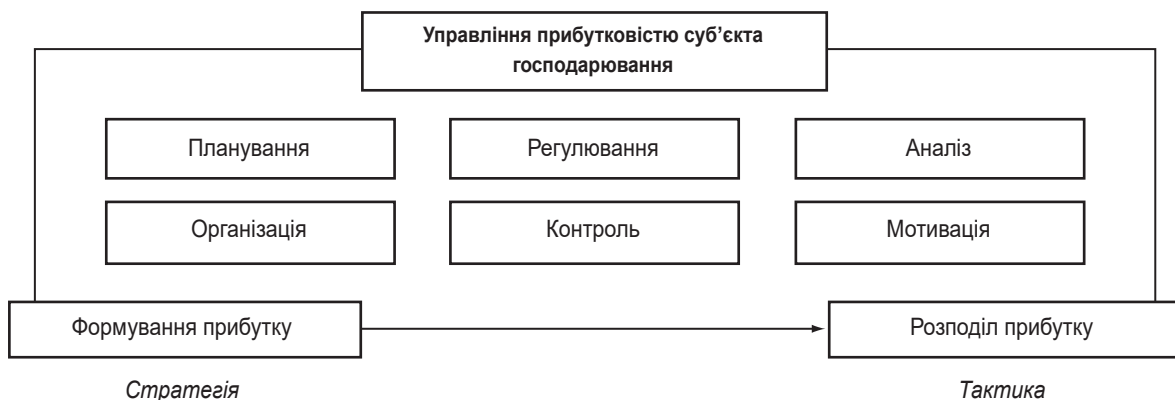 Управління прибутковістю суб’єкта
господарювання
Планування
Регулювання
Аналіз
Організація
Контроль
Мотивація
Формування прибутку
Розподіл прибутку
Стратегія
Тактика